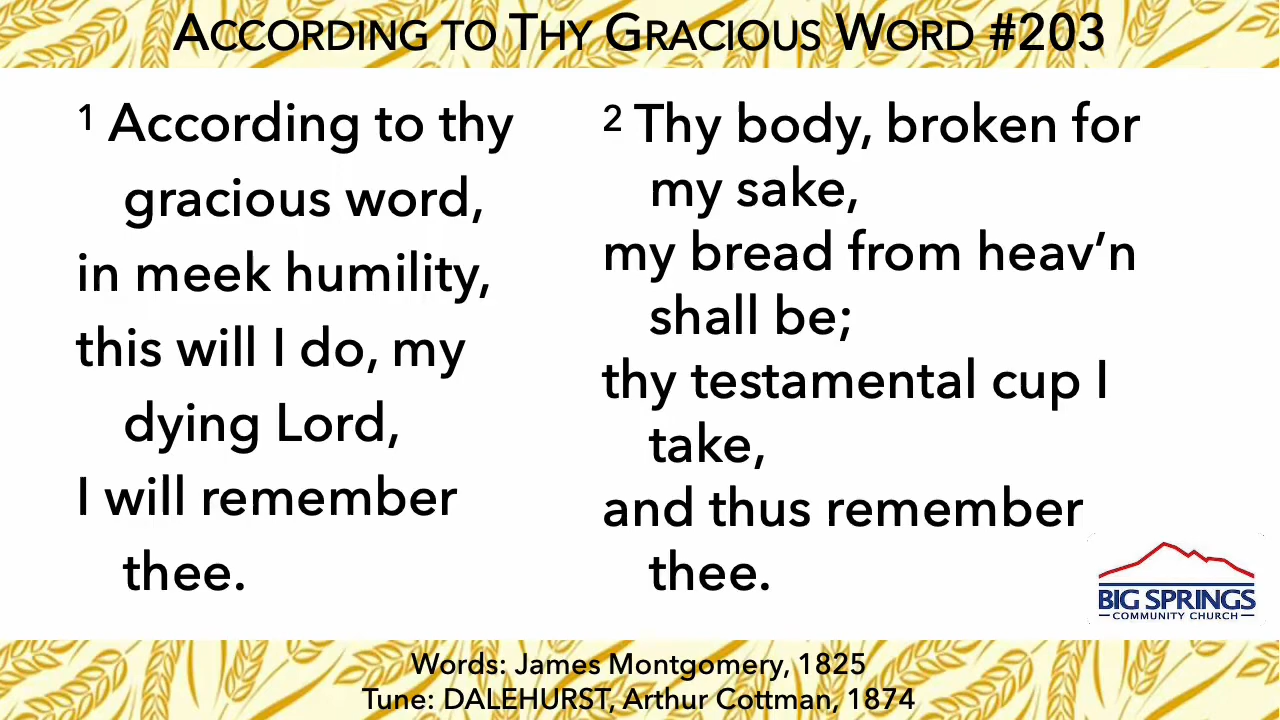 According to Thy Gracious Word #203
1 According to thy
gracious word,
in meek humility,
this will I do, my
dying Lord,
I will remember
thee.
2 Thy body, broken for
my sake,
my bread from heav’n
shall be;
thy testamental cup I
take,
and thus remember
thee.
BIG SPRINGS
COMMUNITY CHURCH
Words: James Montgomery, 1825
Tune: DALEHURST, Arthur Cottman, 1874